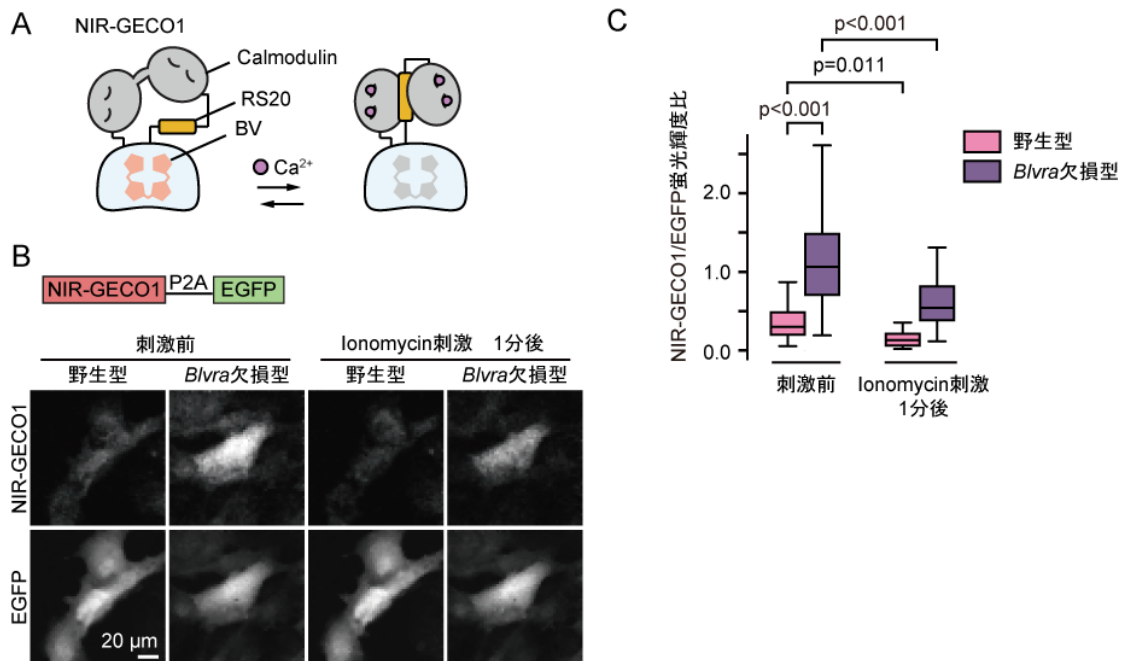 A
NIR-GECO1
Calmodulin
RS20
BV
Ca²⁺
B
NIR-GECO1
P2A
EGFP
刺激前
Ionomycin刺激 1分後
野生型
Blvra欠損型
野生型
Blvra欠損型
NIR-GECO1
EGFP
20 µm
C
p<0.001
p=0.011
p<0.001
野生型
Blvra欠損型
NIR-GECO1/EGFP蛍光輝度比
2.0
1.0
0.0
刺激前
Ionomycin刺激
1分後